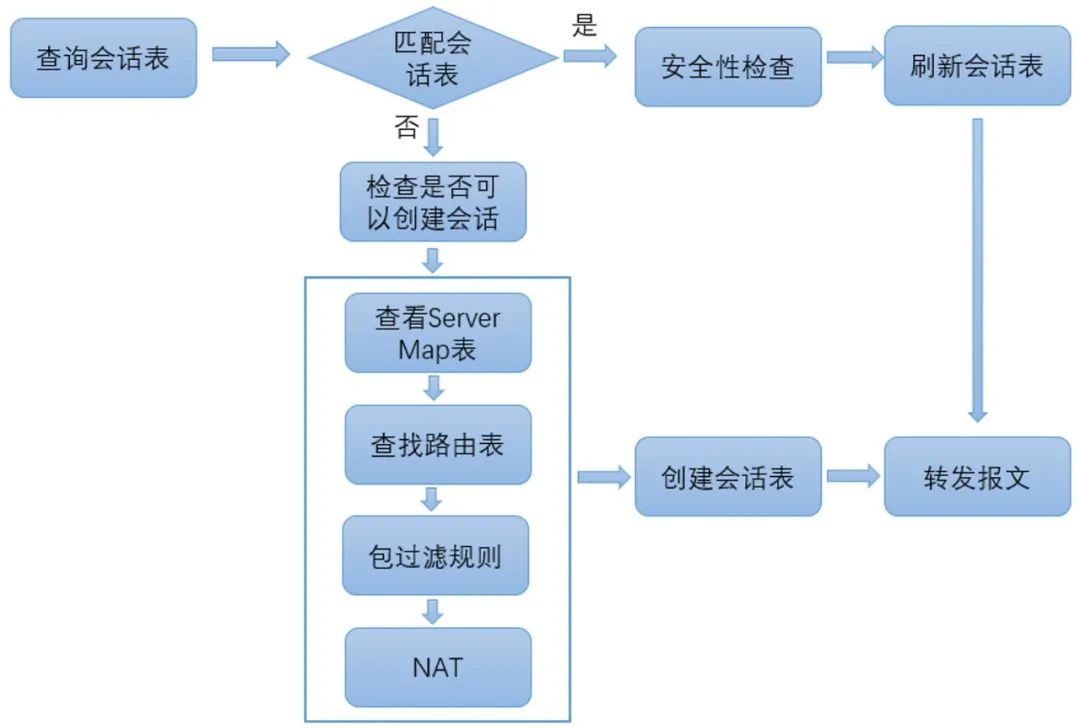 查询会话表
匹配会
话表
是
安全性检查
刷新会话表
否
检查是否可
以创建会话
查看Server
Map表
查找路由表
包过滤规则
NAT
创建会话表
转发报文